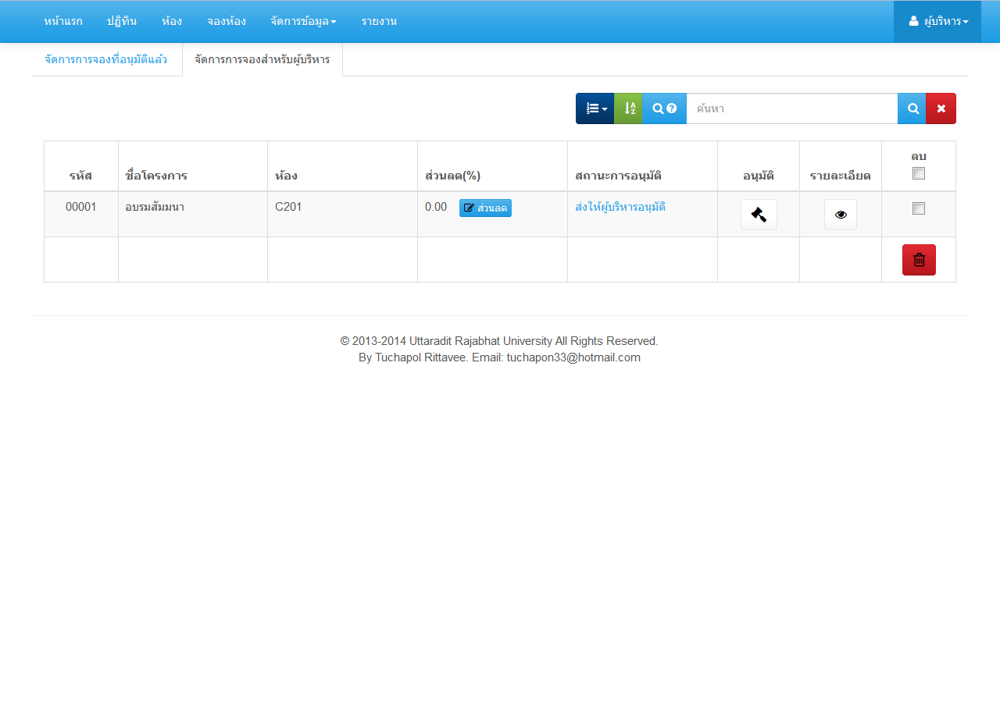 หน้าแรก ปฏิทิน ห้อง จองห้อง จัดการข้อมูล รายงาน ผู้บริหาร
จัดการการจองที่อนุมัติแล้ว จัดการการจองสำหรับผู้บริหาร
ค้นหา
รหัส ชื่อโครงการ ห้อง ส่วนลด(%) สถานะการอนุมัติ อนุมัติ รายละเอียด ลบ
00001 อบรมสัมมนา C201 0.00 ส่วนลด ส่งให้ผู้บริหารอนุมัติ
© 2013-2014 Uttaradit Rajabhat University All Rights Reserved.
By Tuchapol Rittavee. Email: tuchapon33@hotmail.com